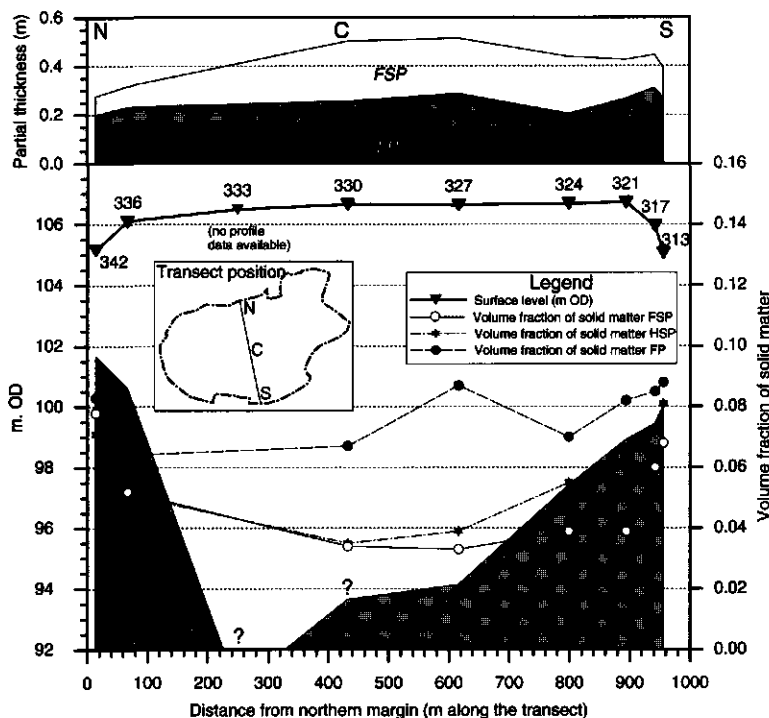 N C S
Partial thickness (m)
0.6
0.4
0.2
0.0
FSP
336 333 330 327 324 321
317
313
342
(no profile
data available)
Transect position
N
C
S
Legend
Surface level (m OD)
Volume fraction of solid matter FSP
Volume fraction of solid matter HSP
Volume fraction of solid matter FP
m. OD
106
104
102
100
98
96
94
92
Volume fraction of solid matter
0.16
0.14
0.12
0.10
0.08
0.06
0.04
0.02
0.00
?
?
0 100 200 300 400 500 600 700 800 900 1000
Distance from northern margin (m along the transect)